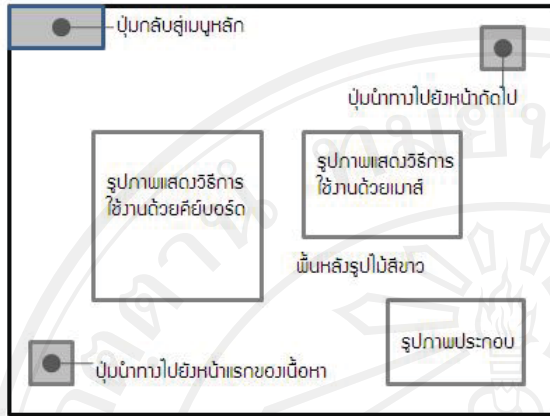 ปุ่มกลับสู่เมนูหลัก
ปุ่มนำทางไปยังหน้าถัดไป
รูปภาพแสดงวิธีการ
ใช้งานด้วยคีย์บอร์ด
รูปภาพแสดงวิธีการ
ใช้งานด้วยเมาส์
พื้นหลังรูปไม้สีขาว
รูปภาพประกอบ
ปุ่มนำทางไปยังหน้าแรกของเนื้อหา